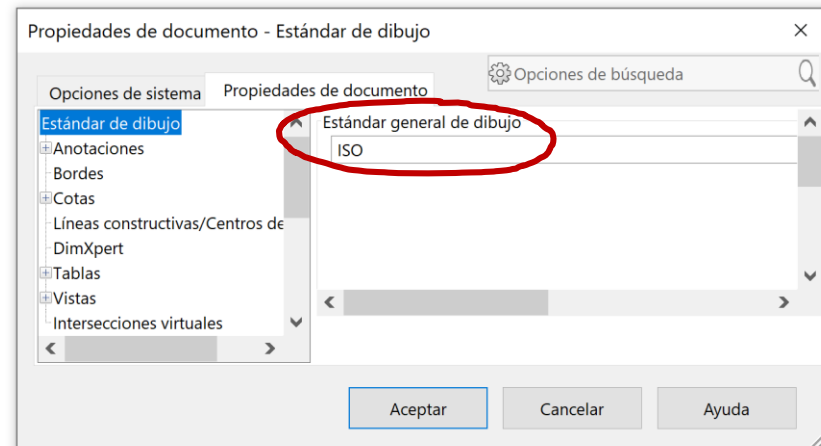 Propiedades de documento - Estándar de dibujo
Opciones de búsqueda
Opciones de sistema
Propiedades de documento
Estándar de dibujo
Anotaciones
Bordes
Cotas
Líneas constructivas/Centros de
DimXpert
Tablas
Vistas
Intersecciones virtuales
Estándar general de dibujo
ISO
Aceptar
Cancelar
Ayuda